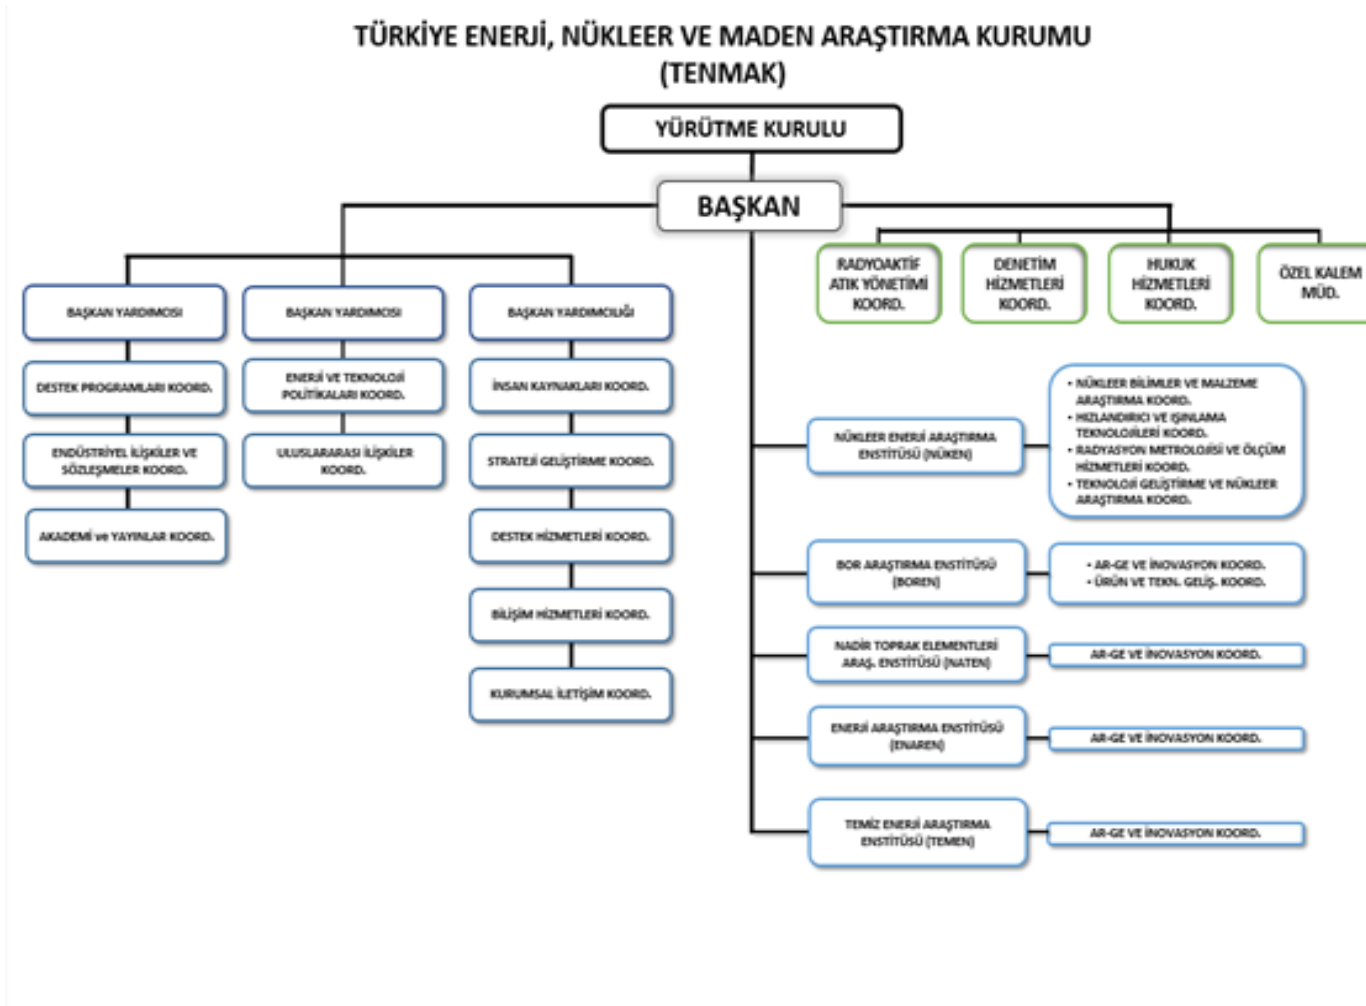 TÜRKİYE ENERJİ, NÜKLEER VE MADEN ARAŞTIRMA KURUMU
(TENMAK)
YÜRÜTME KURULU
BAŞKAN
RADYOAKTİF
ATIK YÖNETİMİ
KOORD.
DENETİM
HİZMETLERİ
KOORD.
HUKUK
HİZMETLERİ
KOORD.
ÖZEL KALEM
MÜD.
BAŞKAN YARDIMCISI
DESTEK PROGRAMLARI KOORD.
ENDÜSTRİYEL İLİŞKİLER VE
SÖZLEŞMELER KOORD.
AKADEMİ ve YAYINLAR KOORD.
BAŞKAN YARDIMCISI
ENERJİ VE TEKNOLOJİ
POLİTİKALARI KOORD.
ULUSLARARASI İLİŞKİLER
KOORD.
BAŞKAN YARDIMCILIĞI
İNSAN KAYNAKLARI KOORD.
STRATEJİ GELİŞTİRME KOORD.
DESTEK HİZMETLERİ KOORD.
BİLİŞİM HİZMETLERİ KOORD.
KURUMSAL İLETİŞİM KOORD.
NÜKLEER ENERJİ ARAŞTIRMA
ENSTİTÜSÜ (NÜKEN)
• NÜKLEER BİLİMLER VE MALZEME
ARAŞTIRMA KOORD.
• HIZLANDIRICI VE IŞINLAMA
TEKNOLOJİLERİ KOORD.
• RADYASYON METROLOJİSİ VE ÖLÇÜM
HİZMETLERİ KOORD.
• TEKNOLOJİ GELİŞTİRME VE NÜKLEER
ARAŞTIRMA KOORD.
BOR ARAŞTIRMA ENSTİTÜSÜ
(BOREN)
• AR-GE VE İNOVASYON KOORD.
• ÜRÜN VE TEKN. GELİŞ. KOORD.
NADİR TOPRAK ELEMENTLERİ
ARAŞ. ENSTİTÜSÜ (NATEN)
AR-GE VE İNOVASYON KOORD.
ENERJİ ARAŞTIRMA ENSTİTÜSÜ
(ENAREN)
AR-GE VE İNOVASYON KOORD.
TEMİZ ENERJİ ARAŞTIRMA
ENSTİTÜSÜ (TEMEN)
AR-GE VE İNOVASYON KOORD.